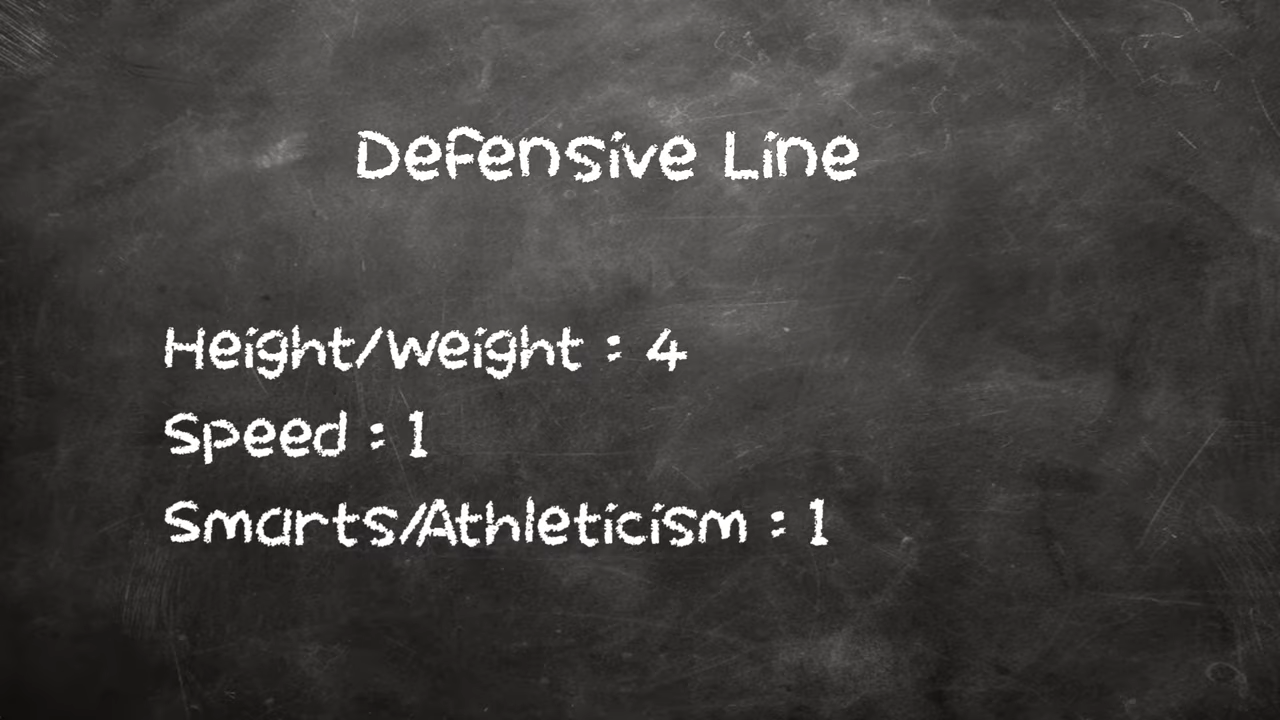 Defensive Line
Height/Weight : 4
Speed : 1
Smarts/Athleticism : 1